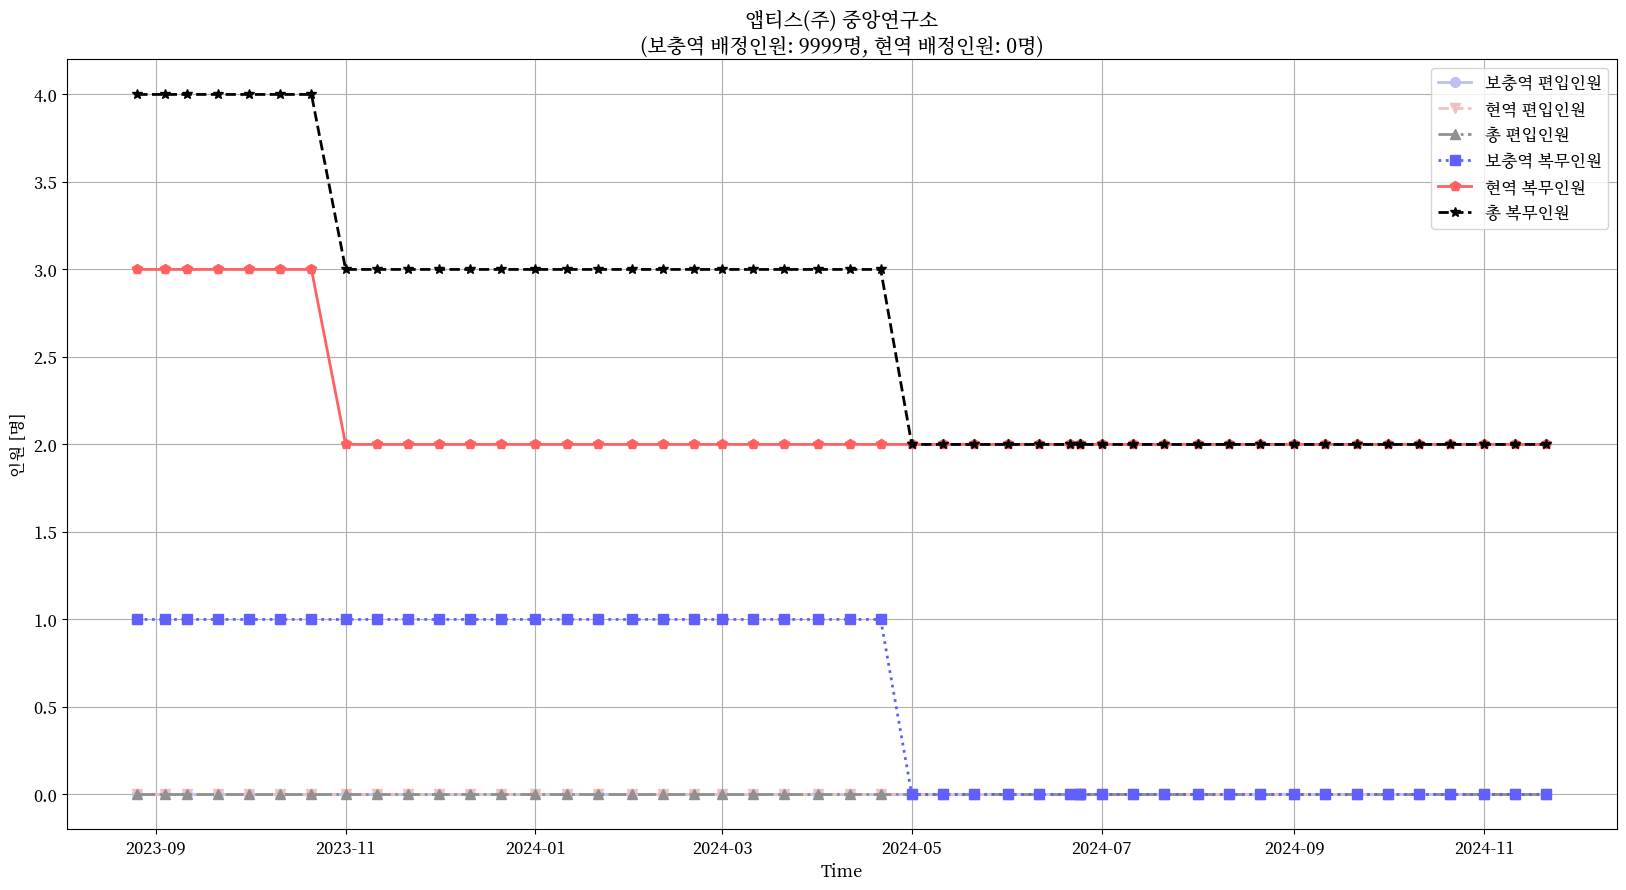 앱티스(주) 중앙연구소
(보충역 배정인원: 9999명, 현역 배정인원: 0명)
보충역 편입인원
현역 편입인원
총 편입인원
보충역 복무인원
현역 복무인원
총 복무인원
인원 [명]
4.0
3.5
3.0
2.5
2.0
1.5
1.0
0.5
0.0
2023-09
2023-11
2024-01
2024-03
2024-05
2024-07
2024-09
2024-11
Time